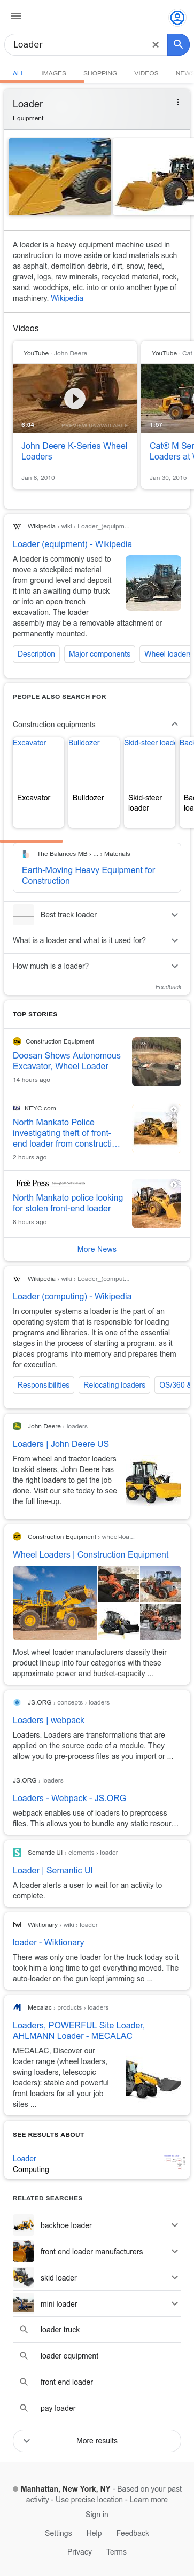 Loader
ALL IMAGES SHOPPING VIDEOS NEWS
Loader
Equipment
A loader is a heavy equipment machine used in
construction to move aside or load materials such
as asphalt, demolition debris, dirt, snow, feed,
gravel, logs, raw minerals, recycled material, rock,
sand, woodchips, etc. into or onto another type of
machinery. Wikipedia
Videos
YouTube · John Deere
YouTube · Cat
6:04
PREVIEW UNAVAILABLE
1:57
John Deere K-Series Wheel
Loaders
Cat® M Ser
Loaders at W
Jan 8, 2010
Jan 30, 2015
Wikipedia › wiki › Loader_(equipm...
Loader (equipment) - Wikipedia
A loader is commonly used to
move a stockpiled material
from ground level and deposit
it into an awaiting dump truck
or into an open trench
excavation. The loader
assembly may be a removable attachment or
permanently mounted.
Description
Major components
Wheel loaders
PEOPLE ALSO SEARCH FOR
Construction equipments
Excavator
Bulldozer
Skid-steer loade
Back
Excavator
Bulldozer
Skid-steer
loader
Bac
loa
The Balances MB › ... › Materials
Earth-Moving Heavy Equipment for
Construction
Best track loader
What is a loader and what is it used for?
How much is a loader?
Feedback
TOP STORIES
Construction Equipment
Doosan Shows Autonomous
Excavator, Wheel Loader
14 hours ago
KEYC.com
North Mankato Police
investigating theft of front-
end loader from constructi...
2 hours ago
Free Press
North Mankato police looking
for stolen front-end loader
8 hours ago
More News
Wikipedia › wiki › Loader_(comput...
Loader (computing) - Wikipedia
In computer systems a loader is the part of an
operating system that is responsible for loading
programs and libraries. It is one of the essential
stages in the process of starting a program, as it
places programs into memory and prepares them
for execution.
Responsibilities
Relocating loaders
OS/360 &
John Deere › loaders
Loaders | John Deere US
From wheel and tractor loaders
to skid steers, John Deere has
the right loaders to get the job
done. Visit our site today to see
the full line-up.
Construction Equipment › wheel-loa...
Wheel Loaders | Construction Equipment
Most wheel loader manufacturers classify their
product lineup into four categories with these
approximate power and bucket-capacity ...
JS.ORG › concepts › loaders
Loaders | webpack
Loaders. Loaders are transformations that are
applied on the source code of a module. They
allow you to pre-process files as you import or ...
JS.ORG › loaders
Loaders - Webpack - JS.ORG
webpack enables use of loaders to preprocess
files. This allows you to bundle any static resour...
Semantic UI › elements › loader
Loader | Semantic UI
A loader alerts a user to wait for an activity to
complete.
Wiktionary › wiki › loader
loader - Wiktionary
There was only one loader for the truck today so it
took him a long time to get everything moved. The
auto-loader on the gun kept jamming so ...
Mecalac › products › loaders
Loaders, POWERFUL Site Loader,
AHLMANN Loader - MECALAC
MECALAC, Discover our
loader range (wheel loaders,
swing loaders, telescopic
loaders): stable and powerful
front loaders for all your job
sites ...
SEE RESULTS ABOUT
Loader
Computing
RELATED SEARCHES
backhoe loader
front end loader manufacturers
skid loader
mini loader
loader truck
loader equipment
front end loader
pay loader
More results
Manhattan, New York, NY - Based on your past
activity - Use precise location - Learn more
Sign in
Settings Help Feedback
Privacy Terms